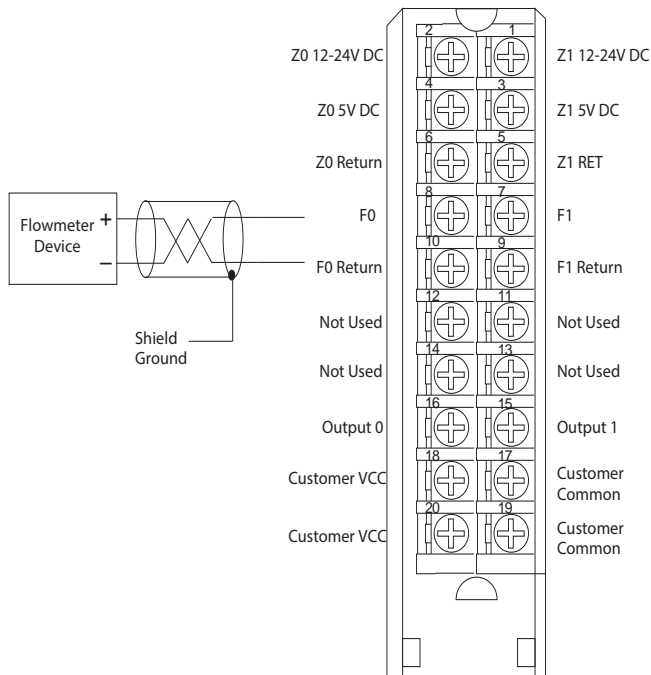 2 1
Z0 12-24V DC Z1 12-24V DC
4 3
Z0 5V DC Z1 5V DC
6 5
Z0 Return Z1 RET
8 7
Flowmeter
Device
+
–
F0 F1
10 9
F0 Return F1 Return
12 11
Shield
Ground
Not Used Not Used
14 13
Not Used Not Used
16 15
Output 0 Output 1
18 17
Customer VCC Customer
Common
20 19
Customer VCC Customer
Common